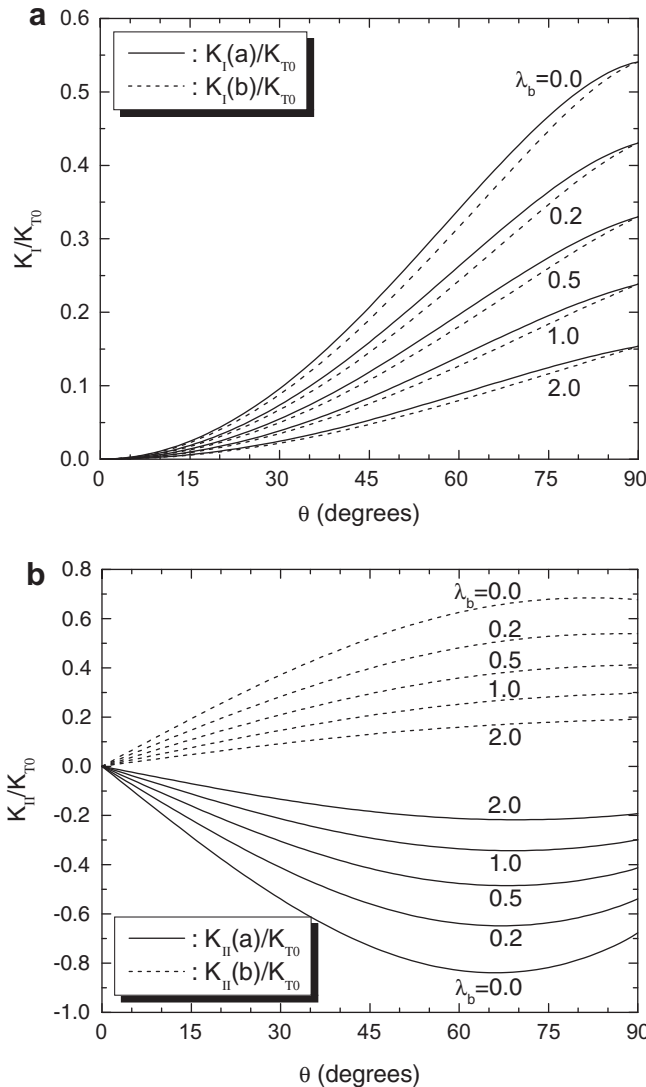 a
: K_I(a)/K_T0
: K_I(b)/K_T0
λ_b=0.0
0.2
0.5
1.0
2.0
K_I/K_T0
0.6
0.5
0.4
0.3
0.2
0.1
0.0
0 15 30 45 60 75 90
θ (degrees)
b
λ_b=0.0
0.2
0.5
1.0
2.0
2.0
1.0
0.5
0.2
λ_b=0.0
: K_II(a)/K_T0
: K_II(b)/K_T0
K_II/K_T0
0.8
0.6
0.4
0.2
0.0
-0.2
-0.4
-0.6
-0.8
-1.0
0 15 30 45 60 75 90
θ (degrees)